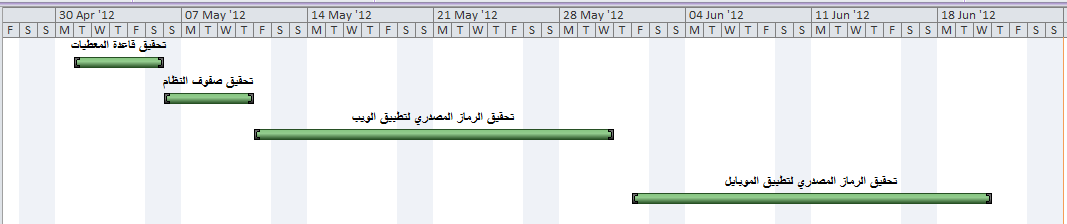 30 Apr '12 07 May '12 14 May '12 21 May '12 28 May '12 04 Jun '12 11 Jun '12 18 Jun '12
F S S M T W T F S S M T W T F S S M T W T F S S M T W T F S S M T W T F S S M T W T F S S M T W T F S S M T W T F S S
تحقيق قاعدة المعطيات
تحقيق صفوف النظام
تحقيق الرماز المصدري لتطبيق الويب
تحقيق الرماز المصدري لتطبيق الموبايل